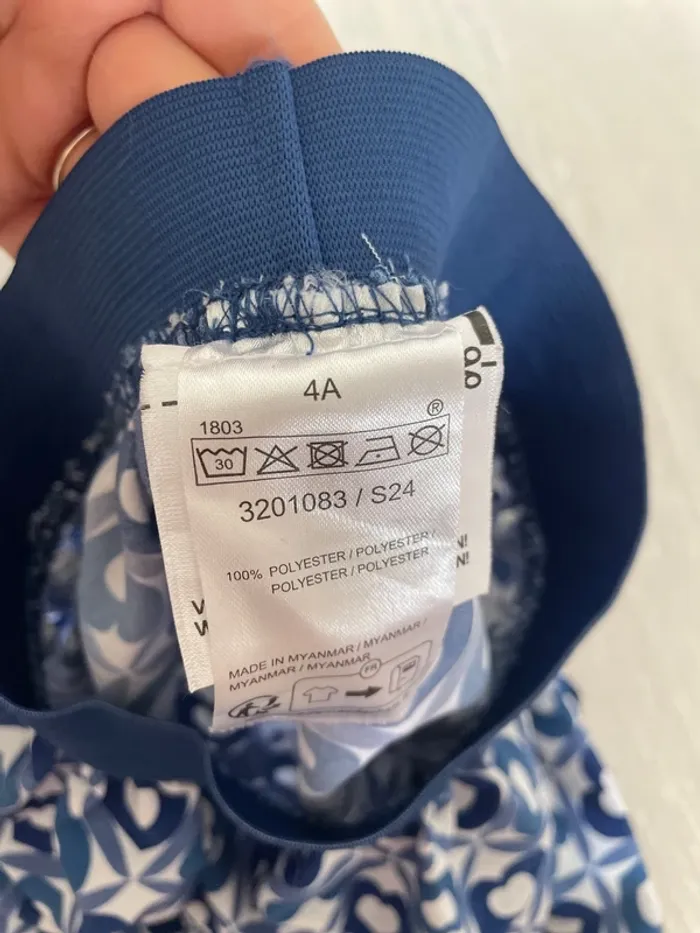 4A
1803
®
30
3201083 / S24
100% POLYESTER / POLYESTER /
POLYESTER / POLYESTER
N!
N!
MADE IN MYANMAR / MYANMAR /
MYANMAR / MYANMAR
FR